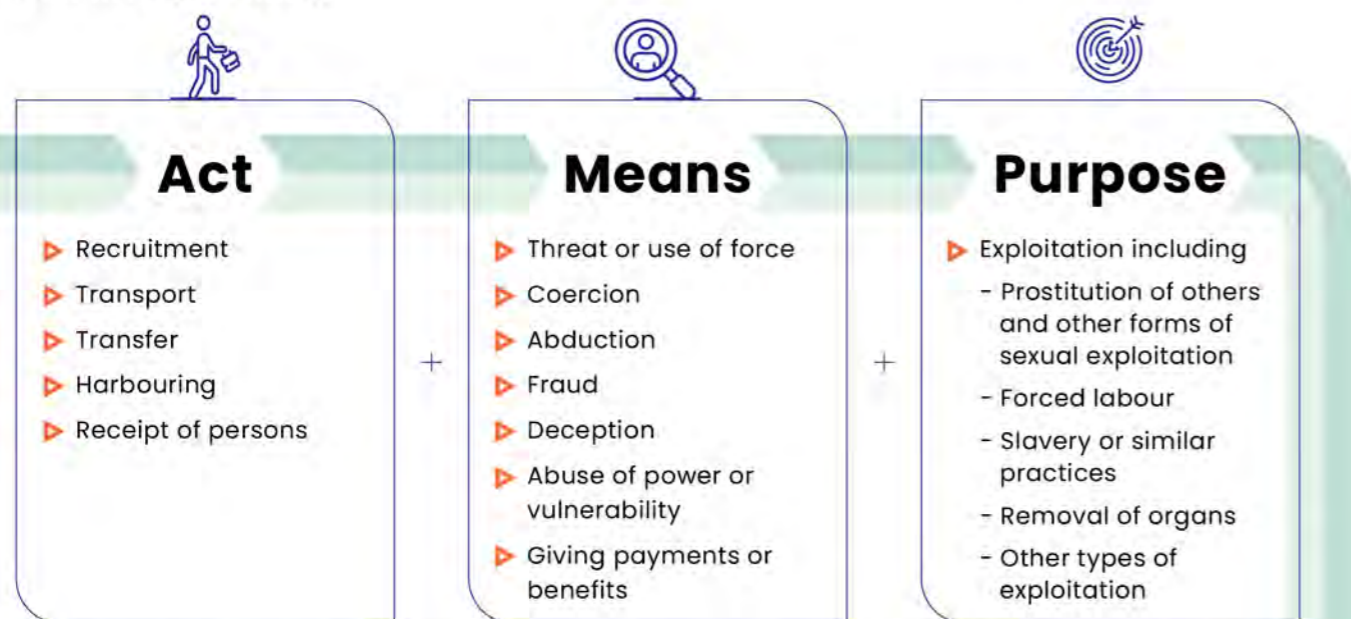 Act
Recruitment
Transport
Transfer
Harbouring
Receipt of persons
+
Means
Threat or use of force
Coercion
Abduction
Fraud
Deception
Abuse of power or
vulnerability
Giving payments or
benefits
+
Purpose
Exploitation including
- Prostitution of others
and other forms of
sexual exploitation
- Forced labour
- Slavery or similar
practices
- Removal of organs
- Other types of
exploitation